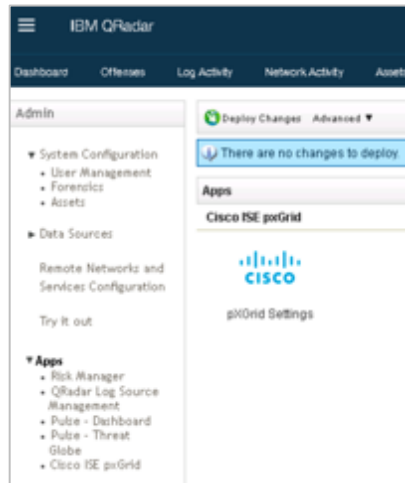 IBM QRadar
Dashboard Offenses Log Activity Network Activity Assets
Admin
Deploy Changes Advanced ▼
There are no changes to deploy.
▼ System Configuration
• User Management
• Forensics
• Assets
► Data Sources
Remote Networks and
Services Configuration
Try it out
▼ Apps
• Risk Manager
• QRadar Log Source
Management
• Pulse - Dashboard
• Pulse - Threat
Globe
• Cisco ISE pxGrid
Apps
Cisco ISE pxGrid
CISCO
pXGrid Settings